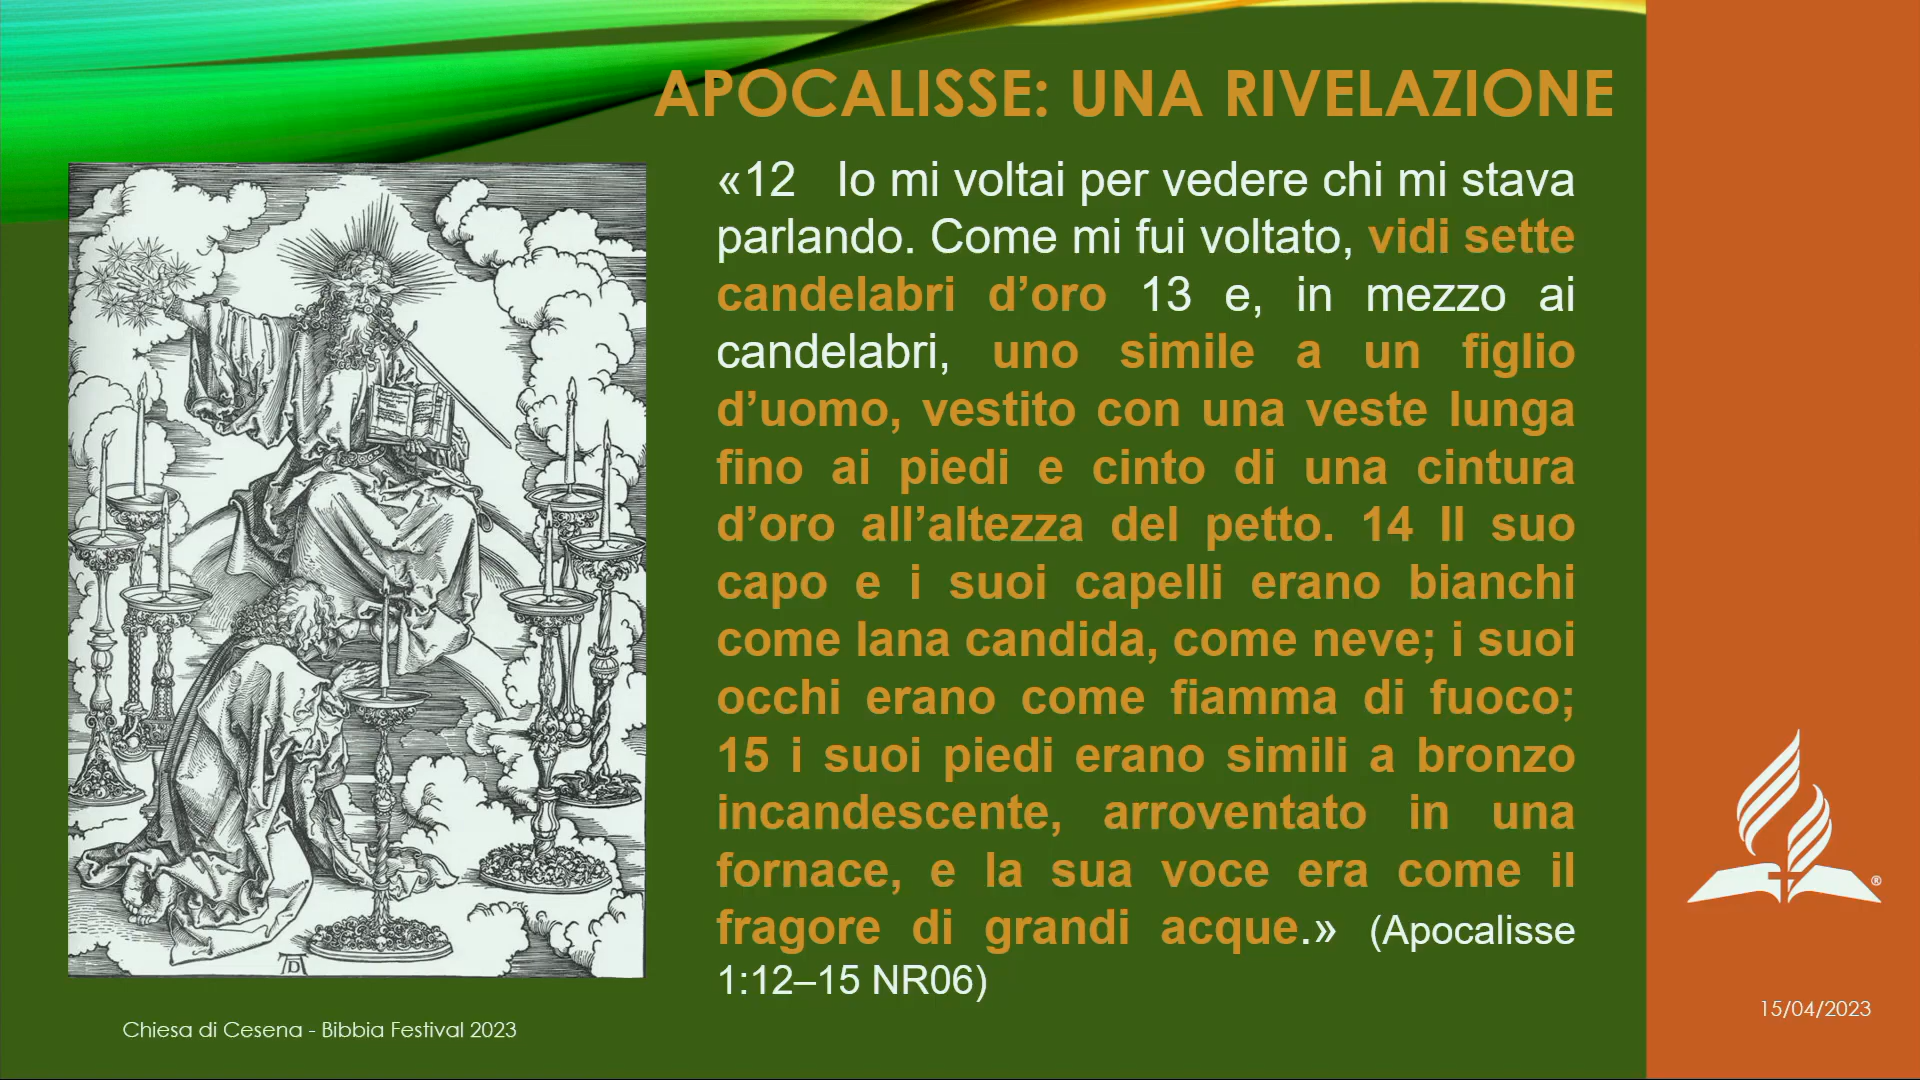 APOCALISSE: UNA RIVELAZIONE
«12 Io mi voltai per vedere chi mi stava
parlando. Come mi fui voltato, vidi sette
candelabri d’oro 13 e, in mezzo ai
candelabri, uno simile a un figlio
d’uomo, vestito con una veste lunga
fino ai piedi e cinto di una cintura
d’oro all’altezza del petto. 14 Il suo
capo e i suoi capelli erano bianchi
come lana candida, come neve; i suoi
occhi erano come fiamma di fuoco;
15 i suoi piedi erano simili a bronzo
incandescente, arroventato in una
fornace, e la sua voce era come il
fragore di grandi acque.» (Apocalisse
1:12–15 NR06)
AD
®
15/04/2023
Chiesa di Cesena - Bibbia Festival 2023